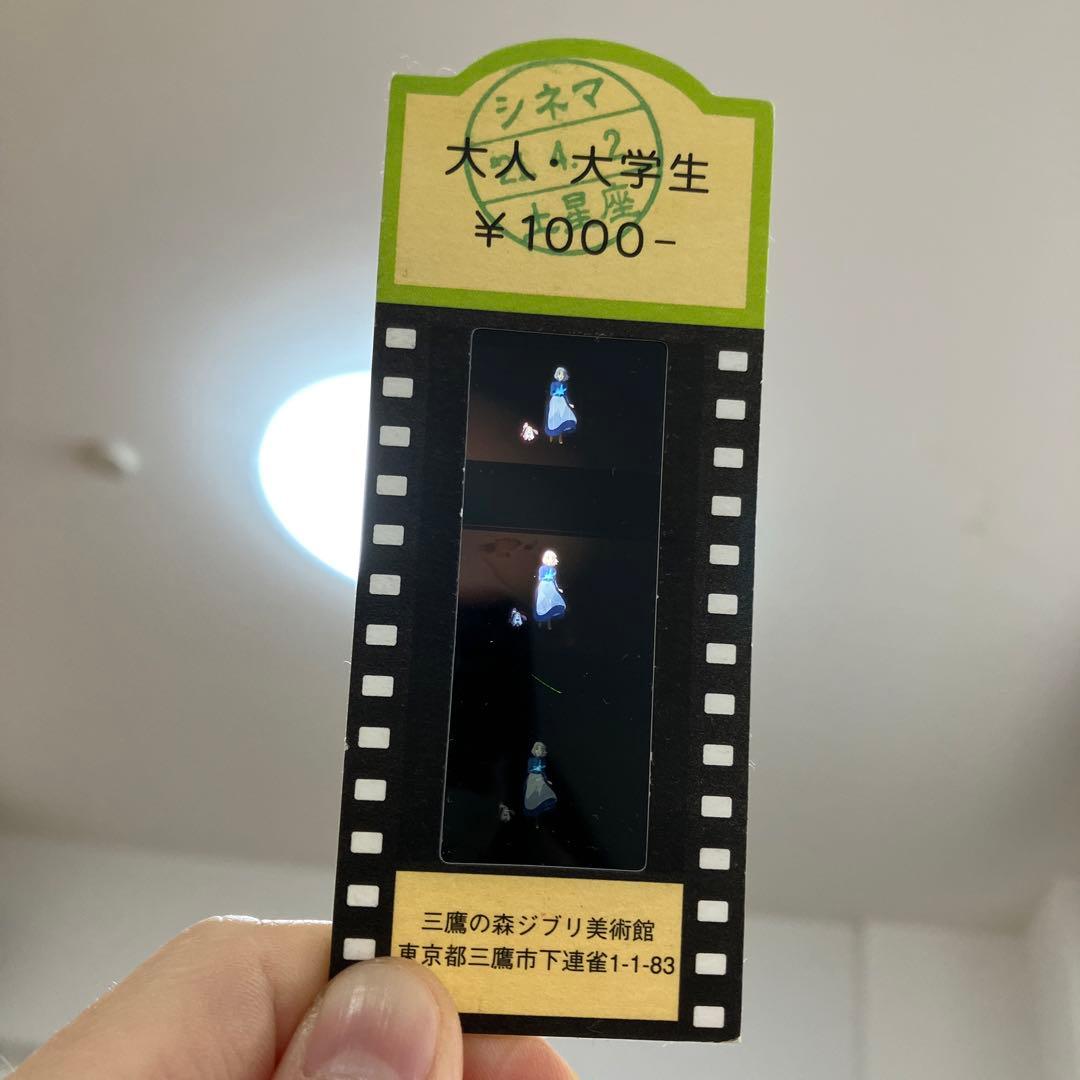 シネマ
大人・大学生
土星座
￥1000-
三鷹の森ジブリ美術館
東京都三鷹市下連雀1-1-83